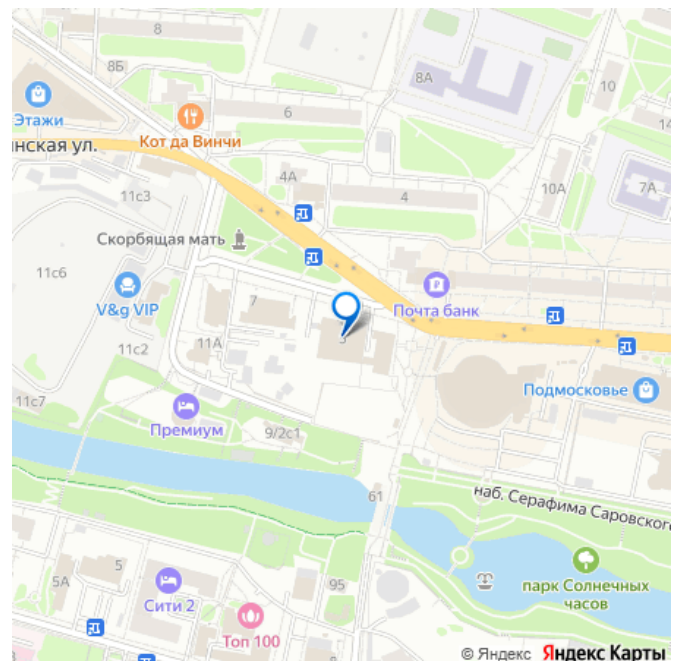 8
8Б
8А
10
Этажи
6
14
Кот да Винчи
инская ул.
4А
4
10А
7А
11с3
Скорбящая мать
11с6
V&g VIP
7
Почта банк
11А
11с2
Подмосковье
11с7
Премиум
9/2с1
61
наб. Серафима Саровского
5
5А
95
Сити 2
парк Солнечных
часов
Топ 100
© Яндекс Яндекс Карты